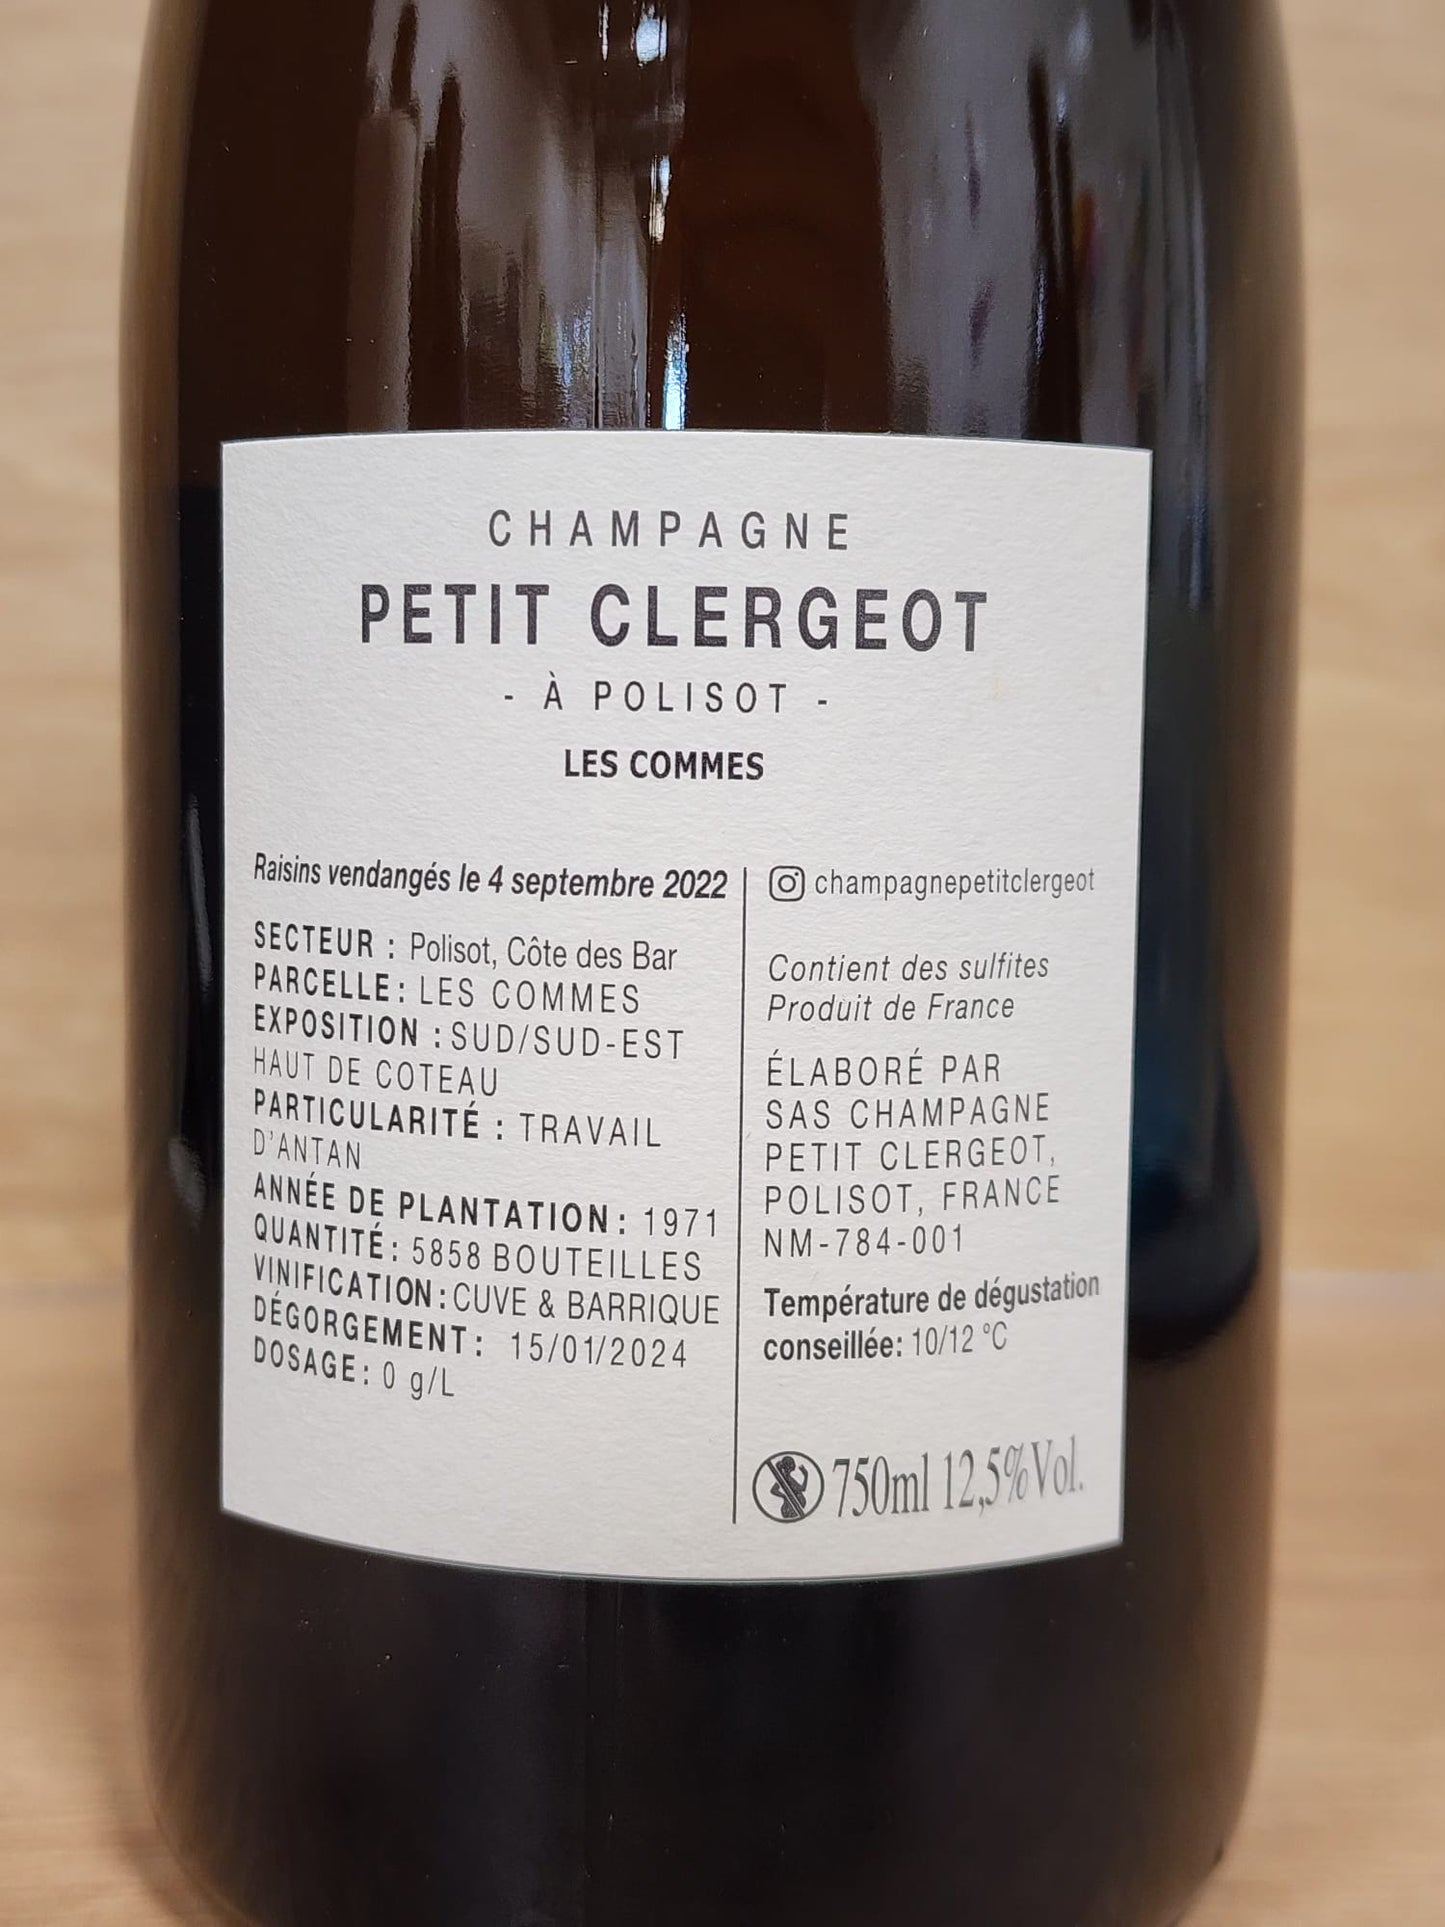 CHAMPAGNE
PETIT CLERGEOT
- À POLISOT -
LES COMMES
Raisins vendangés le 4 septembre 2022
SECTEUR : Polisot, Côte des Bar
PARCELLE: LES COMMES
EXPOSITION : SUD/SUD-EST
HAUT DE COTEAU
PARTICULARITÉ : TRAVAIL
D'ANTAN
ANNÉE DE PLANTATION: 1971
QUANTITÉ: 5858 BOUTEILLES
VINIFICATION: CUVE & BARRIQUE
DÉGORGEMENT: 15/01/2024
DOSAGE: 0 g/L
champagnepetitclergeot
Contient des sulfites
Produit de France
ÉLABORÉ PAR
SAS CHAMPAGNE
PETIT CLERGEOT,
POLISOT, FRANCE
NM-784-001
Température de dégustation
conseillée: 10/12 °C
750ml 12,5%Vol.